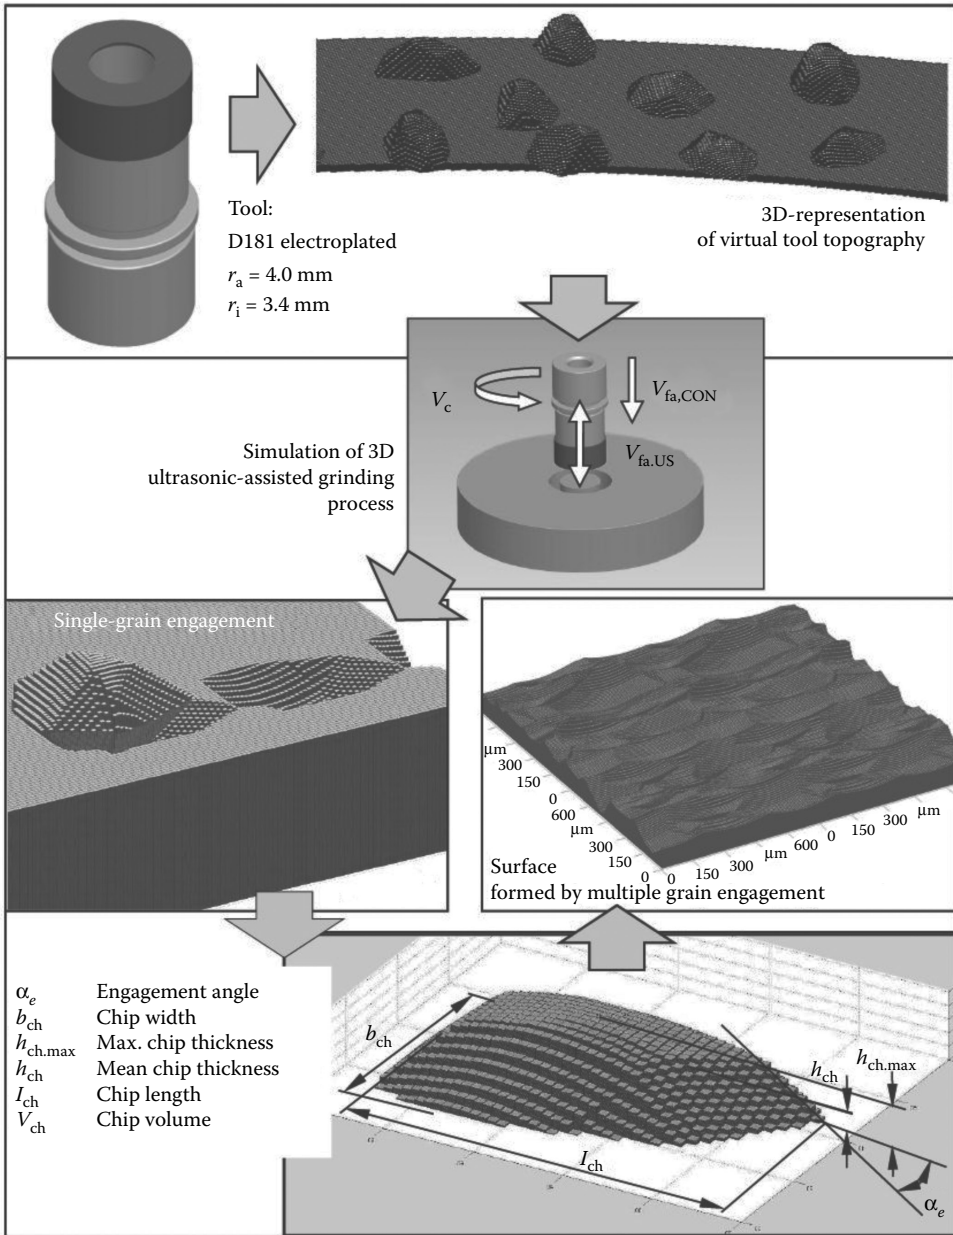 Tool:
D181 electroplated
rₐ = 4.0 mm
rᵢ = 3.4 mm
3D-representation
of virtual tool topography
V_c
V_fa,CON
V_fa.US
Simulation of 3D
ultrasonic-assisted grinding
process
Single-grain engagement
µm
300
150
0
600
µm
300
150
0
0
150
300
µm
600
0
150
300
µm
Surface
formed by multiple grain engagement
α_e Engagement angle
b_ch Chip width
h_ch.max Max. chip thickness
h_ch Mean chip thickness
I_ch Chip length
V_ch Chip volume
b_ch
h_ch
h_ch.max
I_ch
α_e